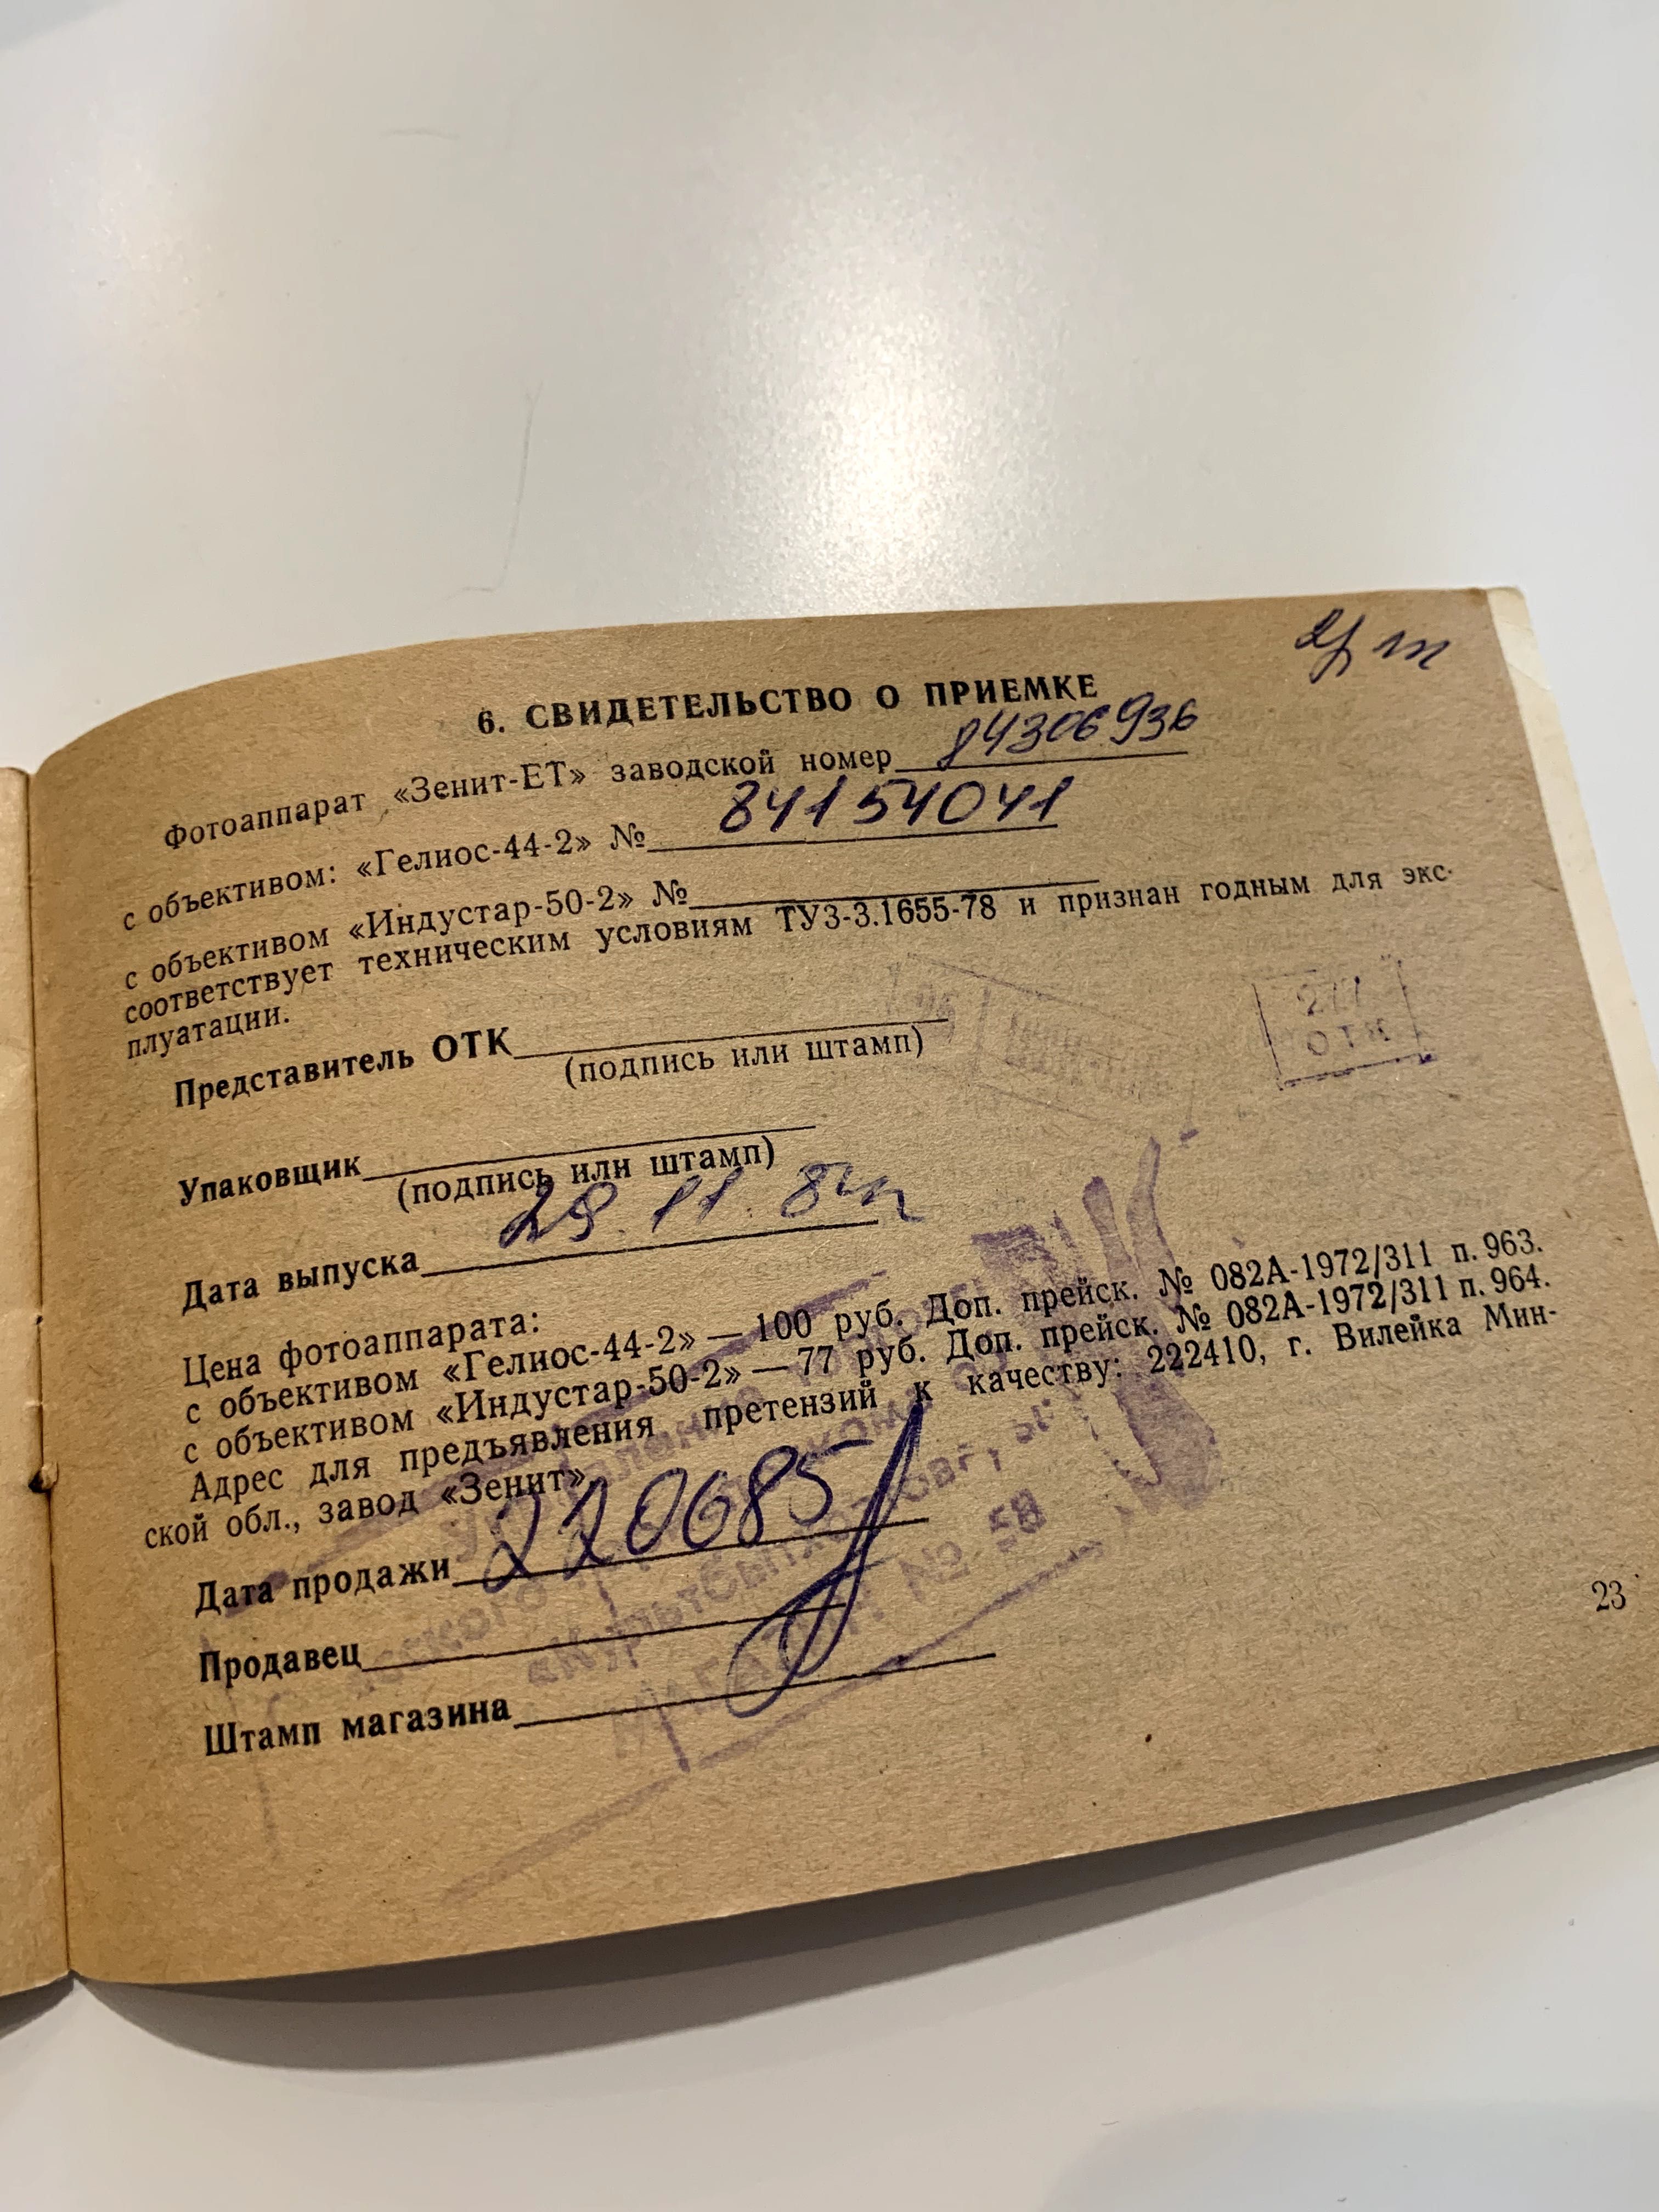 6. СВИДЕТЕЛЬСТВО О ПРИЕМКЕ
Фотоаппарат «Зенит-ЕТ» заводской номер 84306936
с объективом: «Гелиос-44-2» № 84154041
с объективом «Индустар-50-2» №
соответствует техническим условиям ТУЗ-3.1655-78 и признан годным для экс-
плуатации.
ОТК
Представитель ОТК
(подпись или штамп)
Упаковщик
(подпись или штамп)
Дата выпуска 29 11 84
Цена фотоаппарата:
с объективом «Гелиос-44-2» — 100 руб. Доп. прейск. № 082А-1972/311 п. 963.
с объективом «Индустар-50-2» — 77 руб. Доп. прейск. № 082А-1972/311 п. 964.
Адрес для предъявления претензий к качеству: 222410, г. Вилейка Мин-
ской обл., завод «Зенит».
Дата продажи 220685
Продавец
Штамп магазина
№ 58
23